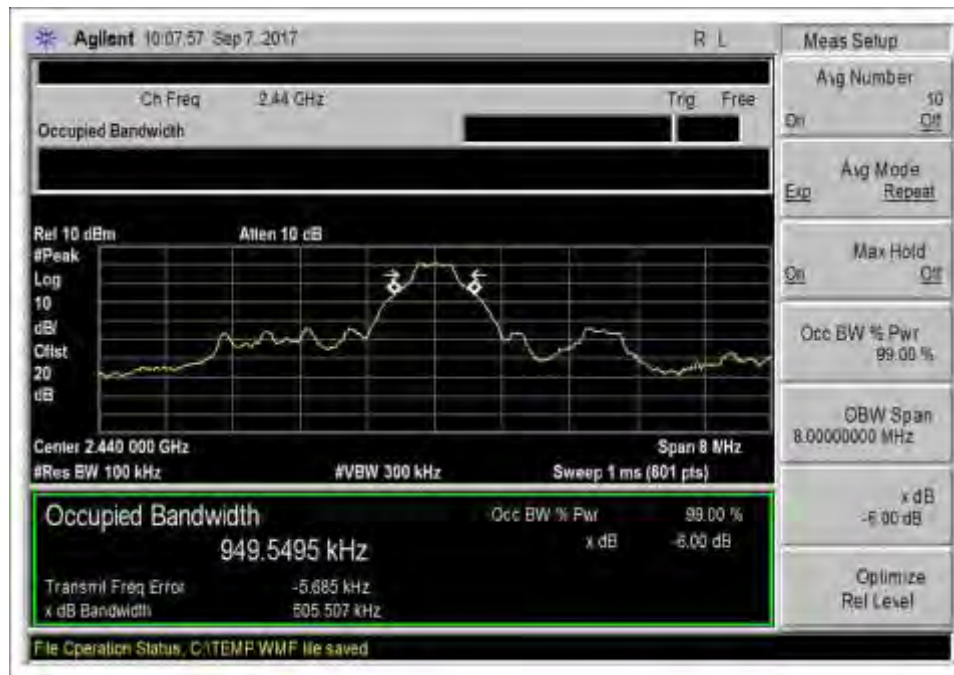 Agilent 10:07:57 Sep 7, 2017 R L
Meas Setup
Ch Freq 2.44 GHz Trig Free
Occupied Bandwidth
Avg Number
10
On Off
Avg Mode
Exp Repeat
Max Hold
On Off
Occ BW % Pwr
99.00 %
OBW Span
8.00000000 MHz
x dB
-6.00 dB
Optimize
Ref Level
Ref 10 dBm Atten 10 dB
#Peak
Log
10
dB/
Offst
20
dB
Center 2.440 000 GHz Span 8 MHz
#Res BW 100 kHz #VBW 300 kHz Sweep 1 ms (601 pts)
Occupied Bandwidth Occ BW % Pwr 99.00 %
949.5495 kHz x dB -6.00 dB
Transmit Freq Error -5.685 kHz
x dB Bandwidth 505.507 kHz
File Operation Status, C:\TEMP.WMF file saved